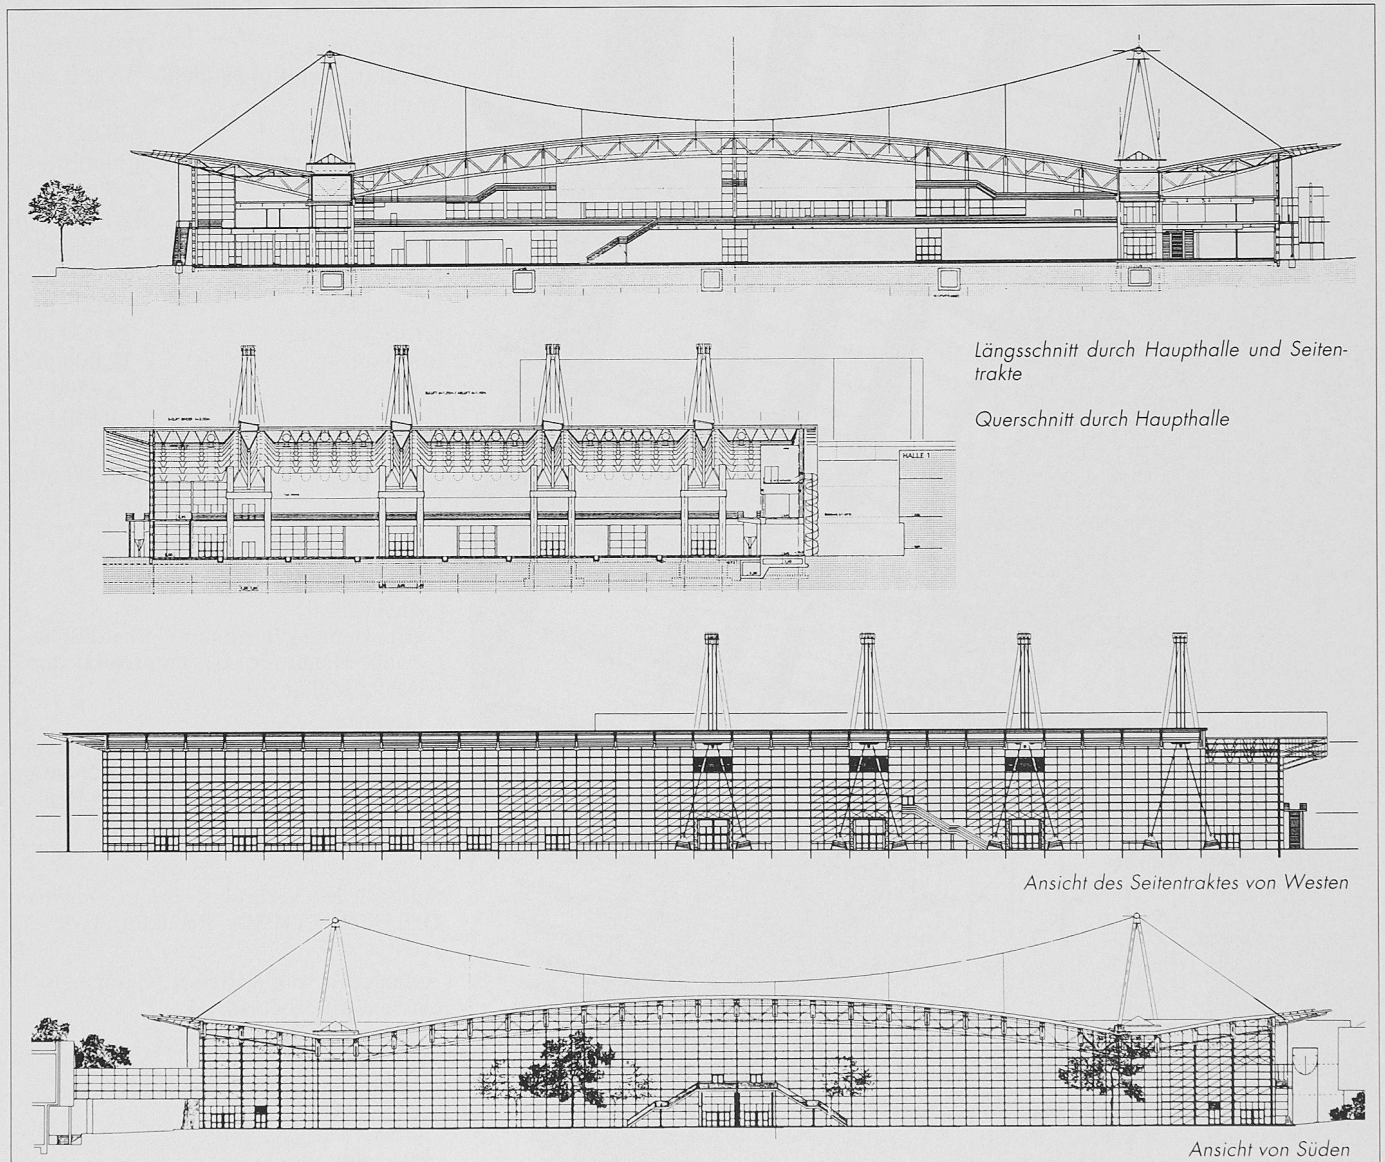 Längsschnitt durch Haupthalle und Seiten-
trakte
Querschnitt durch Haupthalle
HALLE 1
Ansicht des Seitentraktes von Westen
Ansicht von Süden